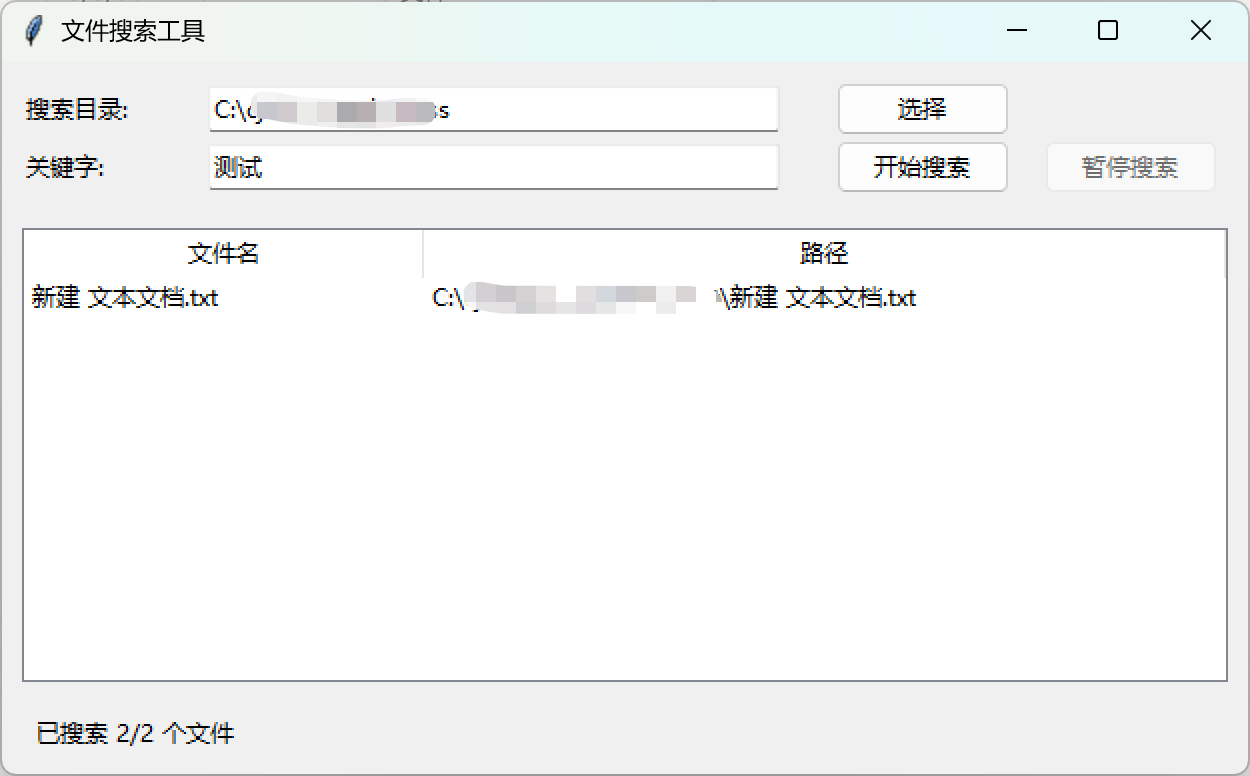 文件搜索工具
搜索目录: C:\ 选择
关键字: 测试 开始搜索 暂停搜索
文件名 路径
新建 文本文档.txt C:\ \新建 文本文档.txt
已搜索 2/2 个文件